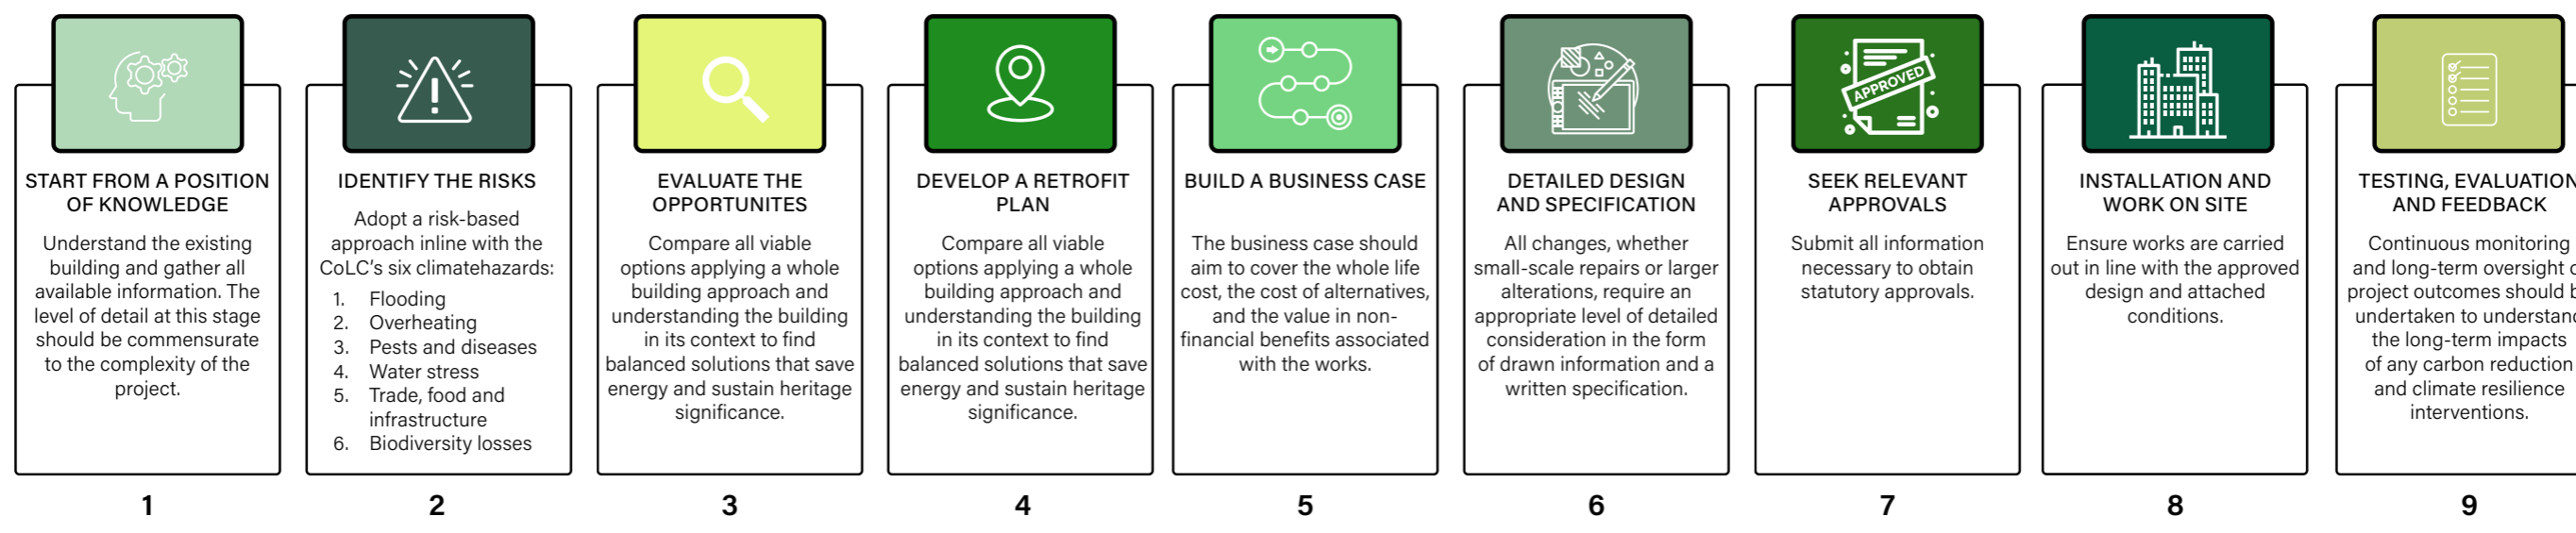 START FROM A POSITION
OF KNOWLEDGE
Understand the existing
building and gather all
available information. The
level of detail at this stage
should be commensurate
to the complexity of the
project.
1
IDENTIFY THE RISKS
Adopt a risk-based
approach inline with the
CoLC's six climatehazards:
1. Flooding
2. Overheating
3. Pests and diseases
4. Water stress
5. Trade, food and
infrastructure
6. Biodiversity losses
2
EVALUATE THE
OPPORTUNITES
Compare all viable
options applying a whole
building approach and
understanding the building
in its context to find
balanced solutions that save
energy and sustain heritage
significance.
3
DEVELOP A RETROFIT
PLAN
Compare all viable
options applying a whole
building approach and
understanding the building
in its context to find
balanced solutions that save
energy and sustain heritage
significance.
4
BUILD A BUSINESS CASE
The business case should
aim to cover the whole life
cost, the cost of alternatives,
and the value in non-
financial benefits associated
with the works.
5
DETAILED DESIGN
AND SPECIFICATION
All changes, whether
small-scale repairs or larger
alterations, require an
appropriate level of detailed
consideration in the form
of drawn information and a
written specification.
6
APPROVED
SEEK RELEVANT
APPROVALS
Submit all information
necessary to obtain
statutory approvals.
7
INSTALLATION AND
WORK ON SITE
Ensure works are carried
out in line with the approved
design and attached
conditions.
8
TESTING, EVALUATION
AND FEEDBACK
Continuous monitoring
and long-term oversight
project outcomes should
undertaken to understand
the long-term impacts
of any carbon reduction
and climate resilience
interventions.
9